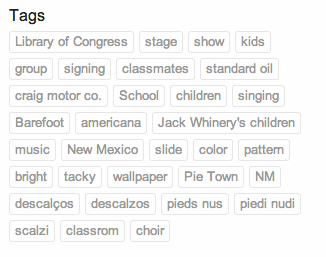 Tags
Library of Congress stage show kids
group signing classmates standard oil
craig motor co. School children singing
Barefoot americana Jack Whinery's children
music New Mexico slide color pattern
bright tacky wallpaper Pie Town NM
descalços descalzos pieds nus piedi nudi
scalzi classrom choir